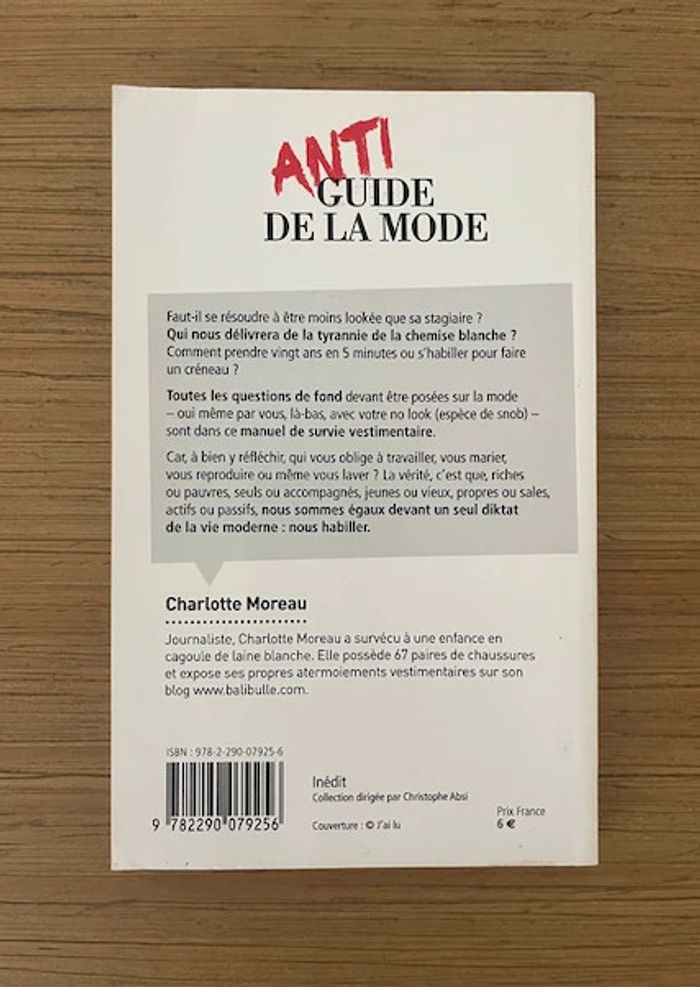 ANTI
GUIDE
DE LA MODE
Faut-il se résoudre à être moins lookée que sa stagiaire ?
Qui nous délivrera de la tyrannie de la chemise blanche ?
Comment prendre vingt ans en 5 minutes ou s'habiller pour faire
un créneau ?
Toutes les questions de fond devant être posées sur la mode
– oui même par vous, là-bas, avec votre no look (espèce de snob) –
sont dans ce manuel de survie vestimentaire.
Car, à bien y réfléchir, qui vous oblige à travailler, vous marier,
vous reproduire ou même vous laver ? La vérité, c'est que, riches
ou pauvres, seuls ou accompagnés, jeunes ou vieux, propres ou sales,
actifs ou passifs, nous sommes égaux devant un seul diktat
de la vie moderne : nous habiller.
Charlotte Moreau
Journaliste, Charlotte Moreau a survécu à une enfance en
cagoule de laine blanche. Elle possède 67 paires de chaussures
et expose ses propres atermoiements vestimentaires sur son
blog www.balibulle.com.
ISBN : 978-2-290-07925-6
9 782290 079256
Inédit
Collection dirigée par Christophe Absi
Couverture : © J'ai lu
Prix France
6 €